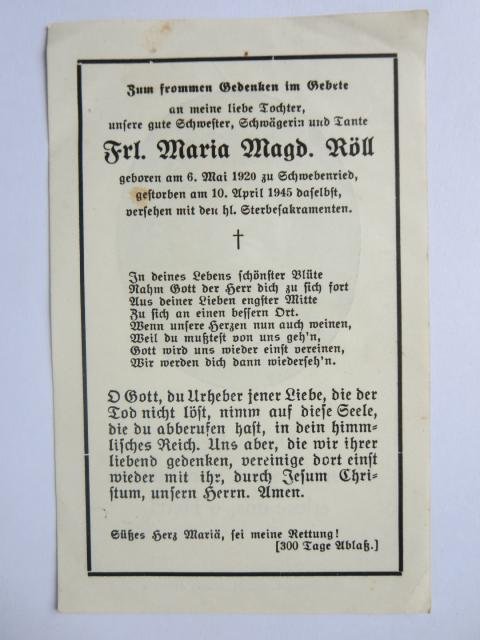 Zum frommen Gedenken im Gebete
an meine liebe Tochter,
unsere gute Schwester, Schwägerin und Tante
Frl. Maria Magd. Röll
geboren am 6. Mai 1920 zu Schwebenried,
gestorben am 10. April 1945 daselbst,
versehen mit den hl. Sterbesakramenten.
In deines Lebens schönster Blüte
Nahm Gott der Herr dich zu sich fort
Aus deiner Lieben engster Mitte
Zu sich an einen bessern Ort.
Wenn unsere Herzen nun auch weinen,
Weil du mußtest von uns geh'n,
Gott wird uns wieder einst vereinen,
Wir werden dich dann wiederseh'n.
O Gott, du Urheber jener Liebe, die der
Tod nicht löst, nimm auf diese Seele,
die du abberufen hast, in dein himm-
lisches Reich. Uns aber, die wir ihrer
liebend gedenken, vereinige dort einst
wieder mit ihr, durch Jesum Chri-
stum, unsern Herrn. Amen.
Süßes Herz Mariä, sei meine Rettung!
[300 Tage Ablaß.]